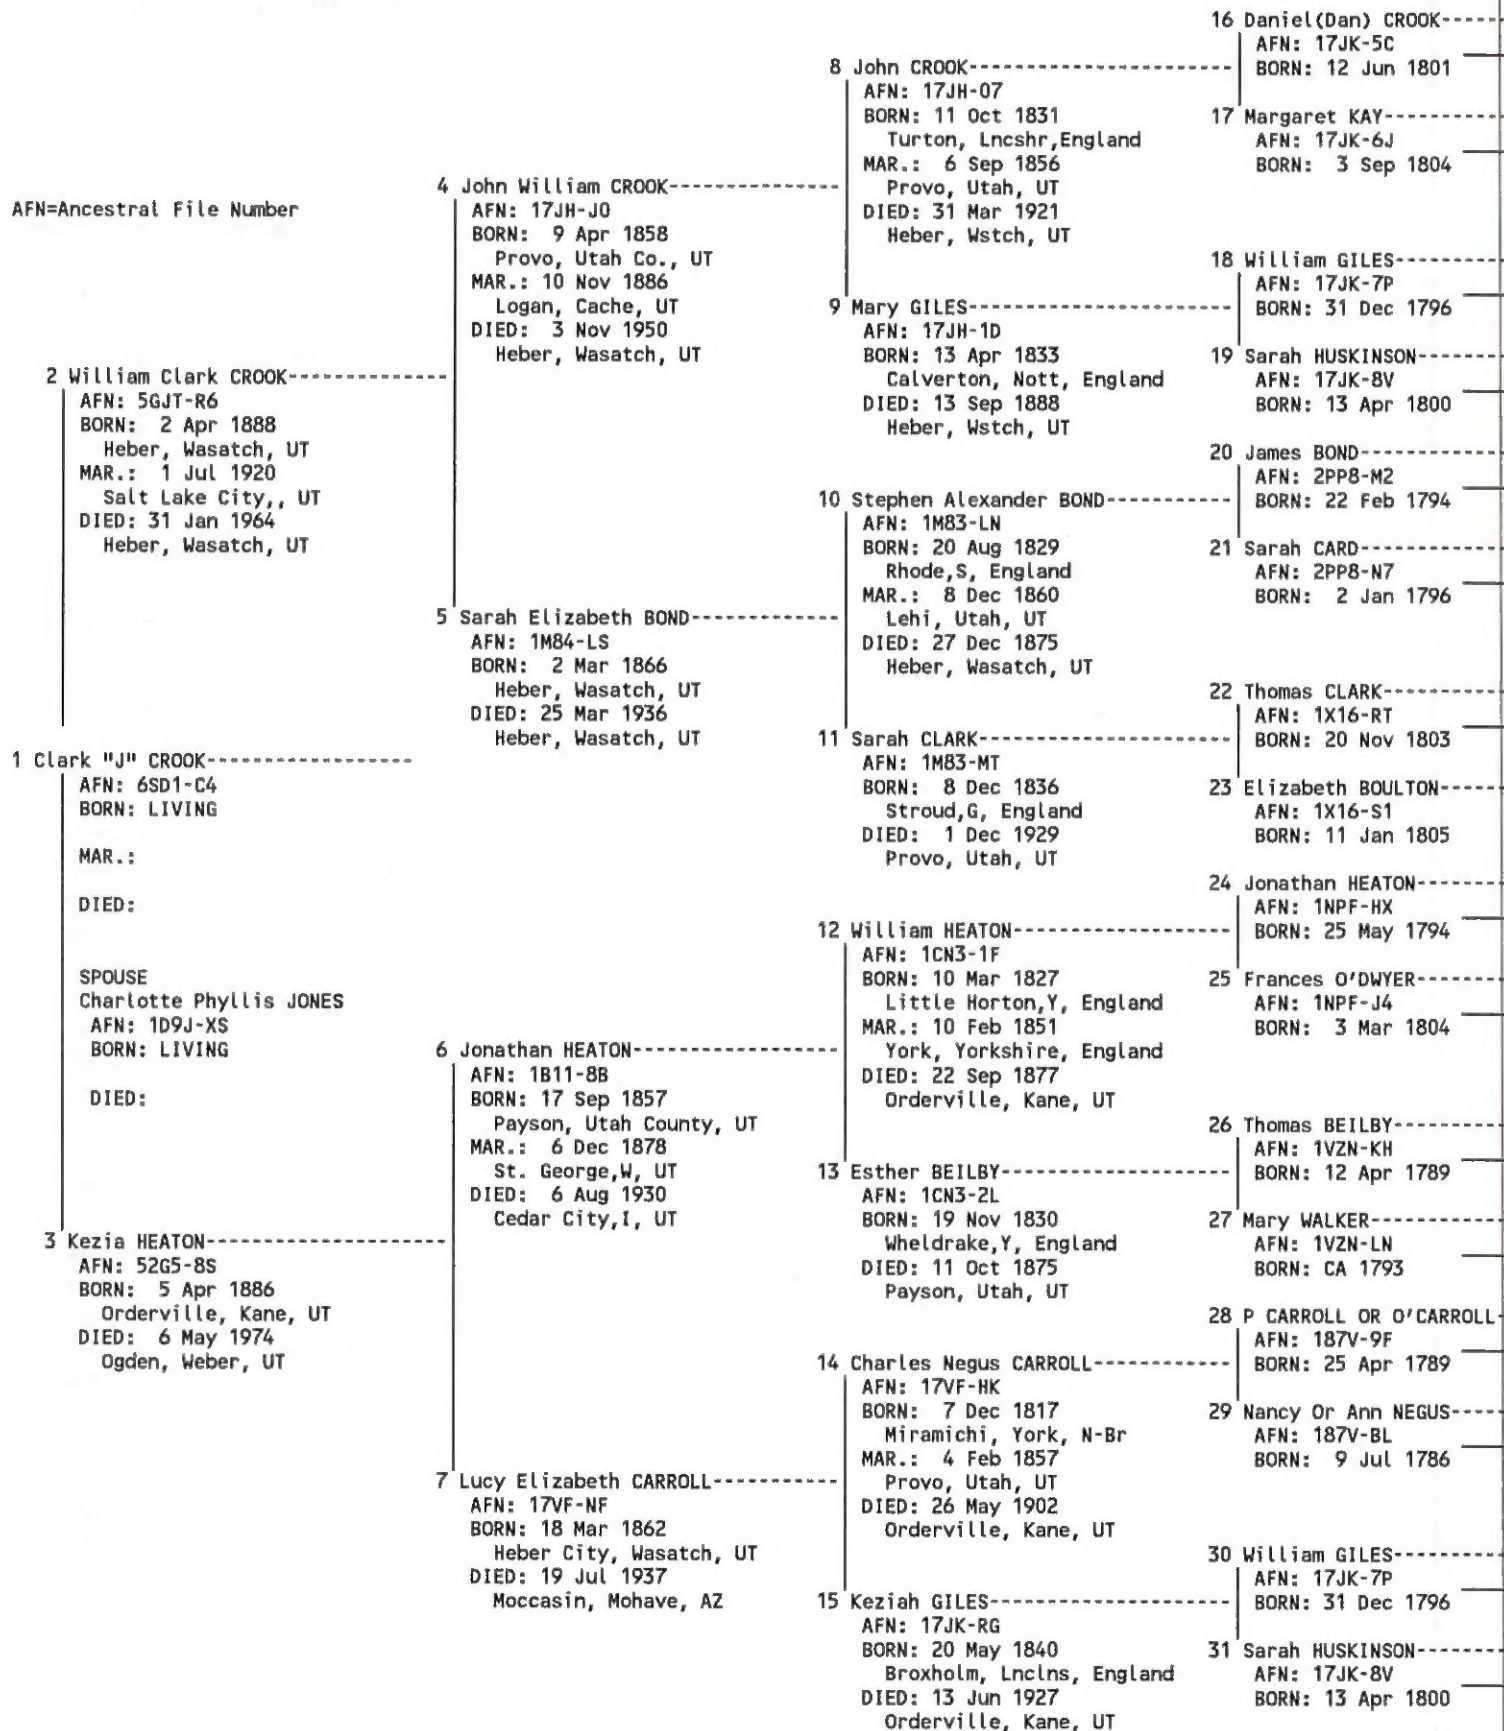 AFN=Ancestral File Number
1 Clark "J" CROOK
AFN: 6SD1-C4
BORN: LIVING
MAR.:
DIED:
SPOUSE
Charlotte Phyllis JONES
AFN: 1D9J-XS
BORN: LIVING
DIED:
2 William Clark CROOK
AFN: 5GJT-R6
BORN: 2 Apr 1888
Heber, Wasatch, UT
MAR.: 1 Jul 1920
Salt Lake City,, UT
DIED: 31 Jan 1964
Heber, Wasatch, UT
3 Kezia HEATON
AFN: 52G5-8S
BORN: 5 Apr 1886
Orderville, Kane, UT
DIED: 6 May 1974
Ogden, Weber, UT
4 John William CROOK
AFN: 17JH-J0
BORN: 9 Apr 1858
Provo, Utah Co., UT
MAR.: 10 Nov 1886
Logan, Cache, UT
DIED: 3 Nov 1950
Heber, Wasatch, UT
5 Sarah Elizabeth BOND
AFN: 1M84-LS
BORN: 2 Mar 1866
Heber, Wasatch, UT
DIED: 25 Mar 1936
Heber, Wasatch, UT
6 Jonathan HEATON
AFN: 1B11-8B
BORN: 17 Sep 1857
Payson, Utah County, UT
MAR.: 6 Dec 1878
St. George,W, UT
DIED: 6 Aug 1930
Cedar City,I, UT
7 Lucy Elizabeth CARROLL
AFN: 17VF-NF
BORN: 18 Mar 1862
Heber City, Wasatch, UT
DIED: 19 Jul 1937
Moccasin, Mohave, AZ
8 John CROOK
AFN: 17JH-07
BORN: 11 Oct 1831
Turton, Lncshr,England
MAR.: 6 Sep 1856
Provo, Utah, UT
DIED: 31 Mar 1921
Heber, Wstch, UT
9 Mary GILES
AFN: 17JH-1D
BORN: 13 Apr 1833
Calverton, Nott, England
DIED: 13 Sep 1888
Heber, Wstch, UT
10 Stephen Alexander BOND
AFN: 1M83-LN
BORN: 20 Aug 1829
Rhode,S, England
MAR.: 8 Dec 1860
Lehi, Utah, UT
DIED: 27 Dec 1875
Heber, Wasatch, UT
11 Sarah CLARK
AFN: 1M83-MT
BORN: 8 Dec 1836
Stroud,G, England
DIED: 1 Dec 1929
Provo, Utah, UT
12 William HEATON
AFN: 1CN3-1F
BORN: 10 Mar 1827
Little Horton,Y, England
MAR.: 10 Feb 1851
York, Yorkshire, England
DIED: 22 Sep 1877
Orderville, Kane, UT
13 Esther BEILBY
AFN: 1CN3-2L
BORN: 19 Nov 1830
Wheldrake,Y, England
DIED: 11 Oct 1875
Payson, Utah, UT
14 Charles Negus CARROLL
AFN: 17VF-HK
BORN: 7 Dec 1817
Miramichi, York, N-Br
MAR.: 4 Feb 1857
Provo, Utah, UT
DIED: 26 May 1902
Orderville, Kane, UT
15 Keziah GILES
AFN: 17JK-RG
BORN: 20 May 1840
Broxholm, Lnclns, England
DIED: 13 Jun 1927
Orderville, Kane, UT
16 Daniel(Dan) CROOK
AFN: 17JK-5C
BORN: 12 Jun 1801
17 Margaret KAY
AFN: 17JK-6J
BORN: 3 Sep 1804
18 William GILES
AFN: 17JK-7P
BORN: 31 Dec 1796
19 Sarah HUSKINSON
AFN: 17JK-8V
BORN: 13 Apr 1800
20 James BOND
AFN: 2PP8-M2
BORN: 22 Feb 1794
21 Sarah CARD
AFN: 2PP8-N7
BORN: 2 Jan 1796
22 Thomas CLARK
AFN: 1X16-RT
BORN: 20 Nov 1803
23 Elizabeth BOULTON
AFN: 1X16-S1
BORN: 11 Jan 1805
24 Jonathan HEATON
AFN: 1NPF-HX
BORN: 25 May 1794
25 Frances O'DWYER
AFN: 1NPF-J4
BORN: 3 Mar 1804
26 Thomas BEILBY
AFN: 1VZN-KH
BORN: 12 Apr 1789
27 Mary WALKER
AFN: 1VZN-LN
BORN: CA 1793
28 P CARROLL OR O'CARROLL
AFN: 187V-9F
BORN: 25 Apr 1789
29 Nancy Or Ann NEGUS
AFN: 187V-BL
BORN: 9 Jul 1786
30 William GILES
AFN: 17JK-7P
BORN: 31 Dec 1796
31 Sarah HUSKINSON
AFN: 17JK-8V
BORN: 13 Apr 1800